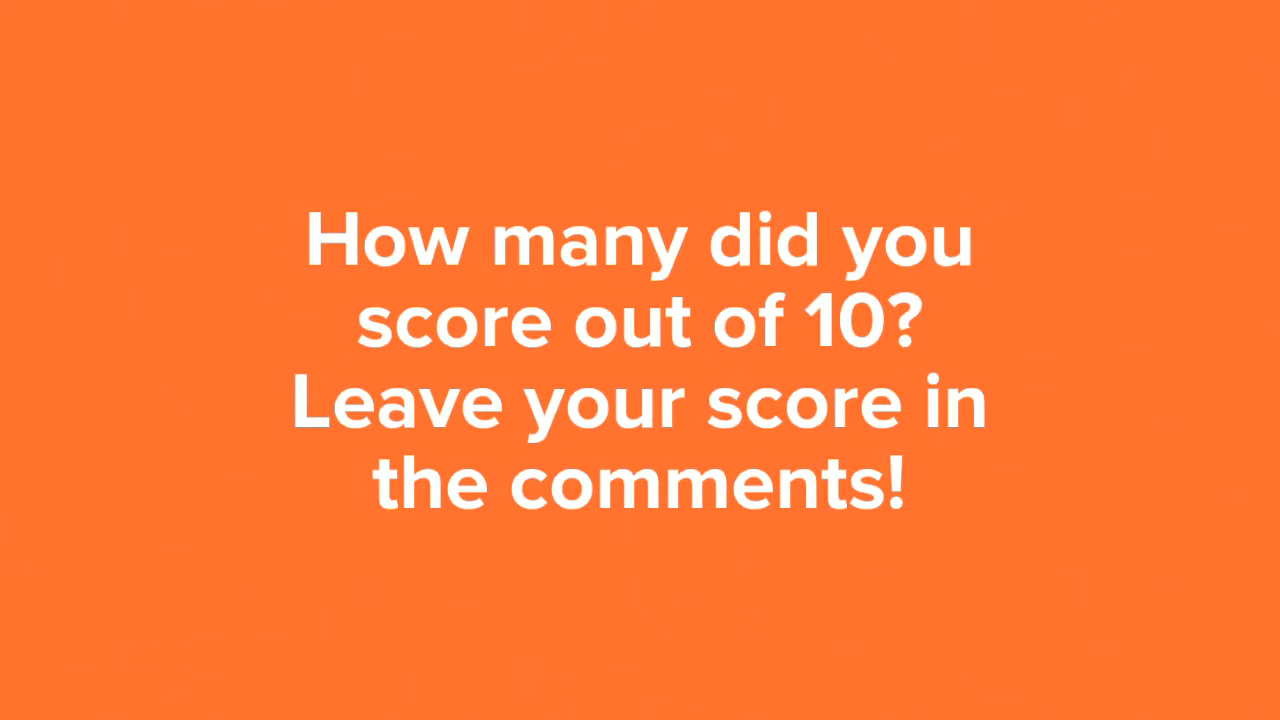 How many did you
score out of 10?
Leave your score in
the comments!